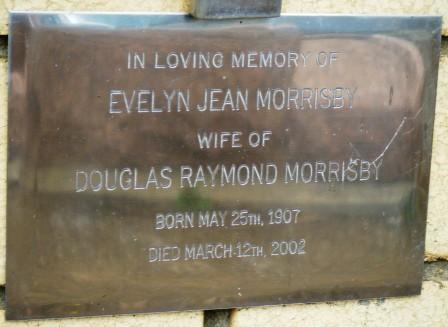 IN LOVING MEMORY OF
EVELYN JEAN MORRISBY
WIFE OF
DOUGLAS RAYMOND MORRISBY
BORN MAY 25TH, 1907
DIED MARCH 12TH, 2002